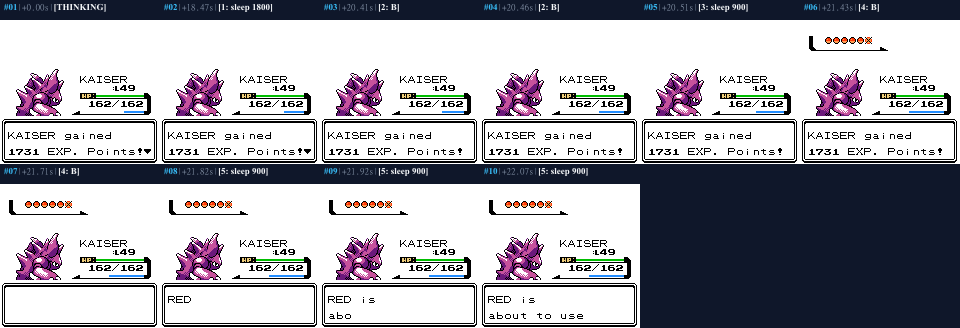 #01|+0.00s|[THINKING]
KAISER
:L49
HP:
162/162
KAISER gained
1731 EXP. Points!▼
#02|+18.47s|[1: sleep 1800]
KAISER
:L49
HP:
162/162
KAISER gained
1731 EXP. Points!▼
#03|+20.41s|[2: B]
KAISER
:L49
HP:
162/162
KAISER gained
1731 EXP. Points!
#04|+20.46s|[2: B]
KAISER
:L49
HP:
162/162
KAISER gained
1731 EXP. Points!
#05|+20.51s|[3: sleep 900]
KAISER
:L49
HP:
162/162
KAISER gained
1731 EXP. Points!
#06|+21.43s|[4: B]
KAISER
:L49
HP:
162/162
KAISER gained
1731 EXP. Points!
#07|+21.71s|[4: B]
KAISER
:L49
HP:
162/162
#08|+21.82s|[5: sleep 900]
KAISER
:L49
HP:
162/162
RED
#09|+21.92s|[5: sleep 900]
KAISER
:L49
HP:
162/162
RED is
abo
#10|+22.07s|[5: sleep 900]
KAISER
:L49
HP:
162/162
RED is
about to use